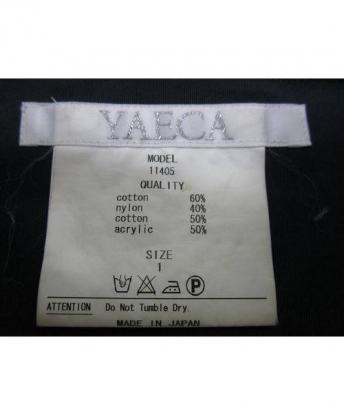 YAECA
MODEL
11405
QUALITY
cotton 60%
nylon 40%
cotton 50%
acrylic 50%
SIZE
1
P
ATTENTION Do Not Tumble Dry.
MADE IN JAPAN